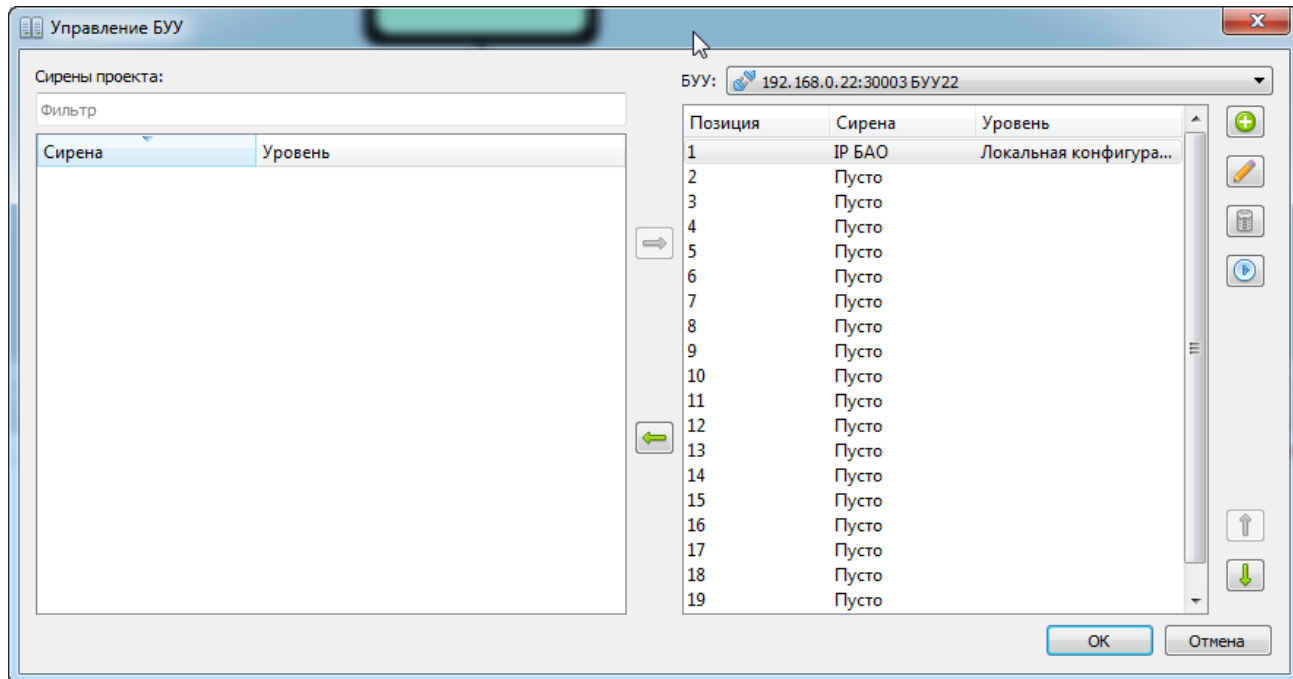 Управление БУУ
Сирены проекта:
Фильтр
Сирена Уровень
БУУ: 192.168.0.22:30003 БУУ22
Позиция Сирена Уровень
1 IP БАО Локальная конфигура...
2 Пусто
3 Пусто
4 Пусто
5 Пусто
6 Пусто
7 Пусто
8 Пусто
9 Пусто
10 Пусто
11 Пусто
12 Пусто
13 Пусто
14 Пусто
15 Пусто
16 Пусто
17 Пусто
18 Пусто
19 Пусто
OK Отмена